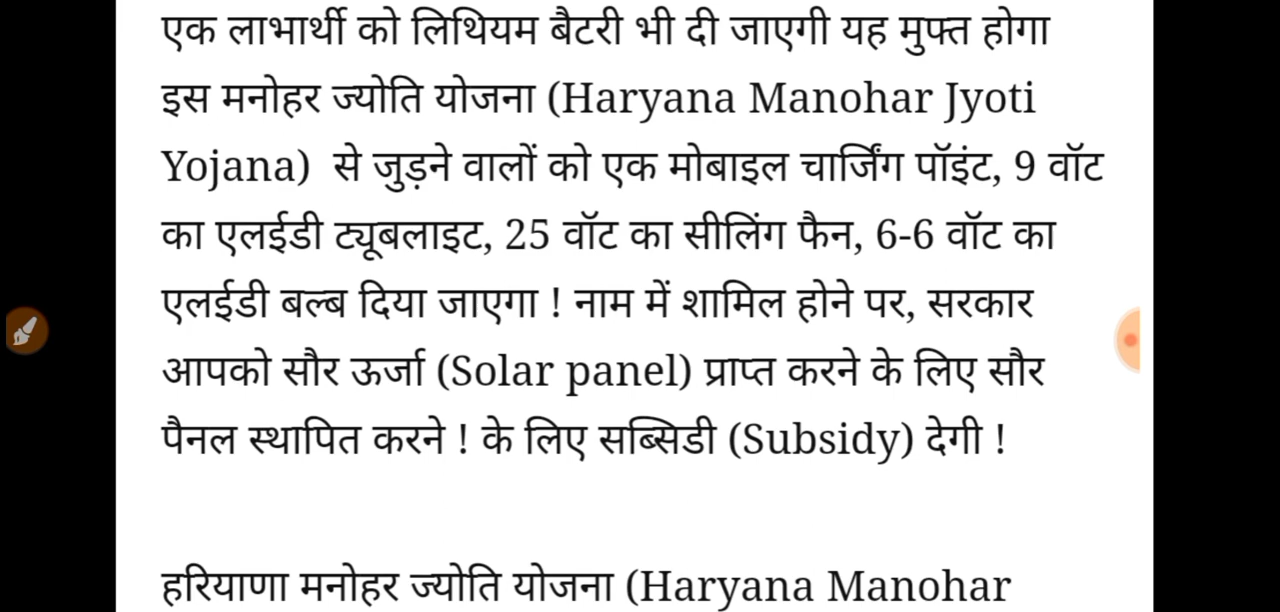 एक लाभार्थी को लिथियम बैटरी भी दी जाएगी यह मुफ्त होगा
इस मनोहर ज्योति योजना (Haryana Manohar Jyoti
Yojana) से जुड़ने वालों को एक मोबाइल चार्जिंग पॉइंट, 9 वॉट
का एलईडी ट्यूबलाइट, 25 वॉट का सीलिंग फैन, 6-6 वॉट का
एलईडी बल्ब दिया जाएगा ! नाम में शामिल होने पर, सरकार
आपको सौर ऊर्जा (Solar panel) प्राप्त करने के लिए सौर
पैनल स्थापित करने ! के लिए सब्सिडी (Subsidy) देगी !
हरियाणा मनोहर ज्योति योजना (Haryana Manohar